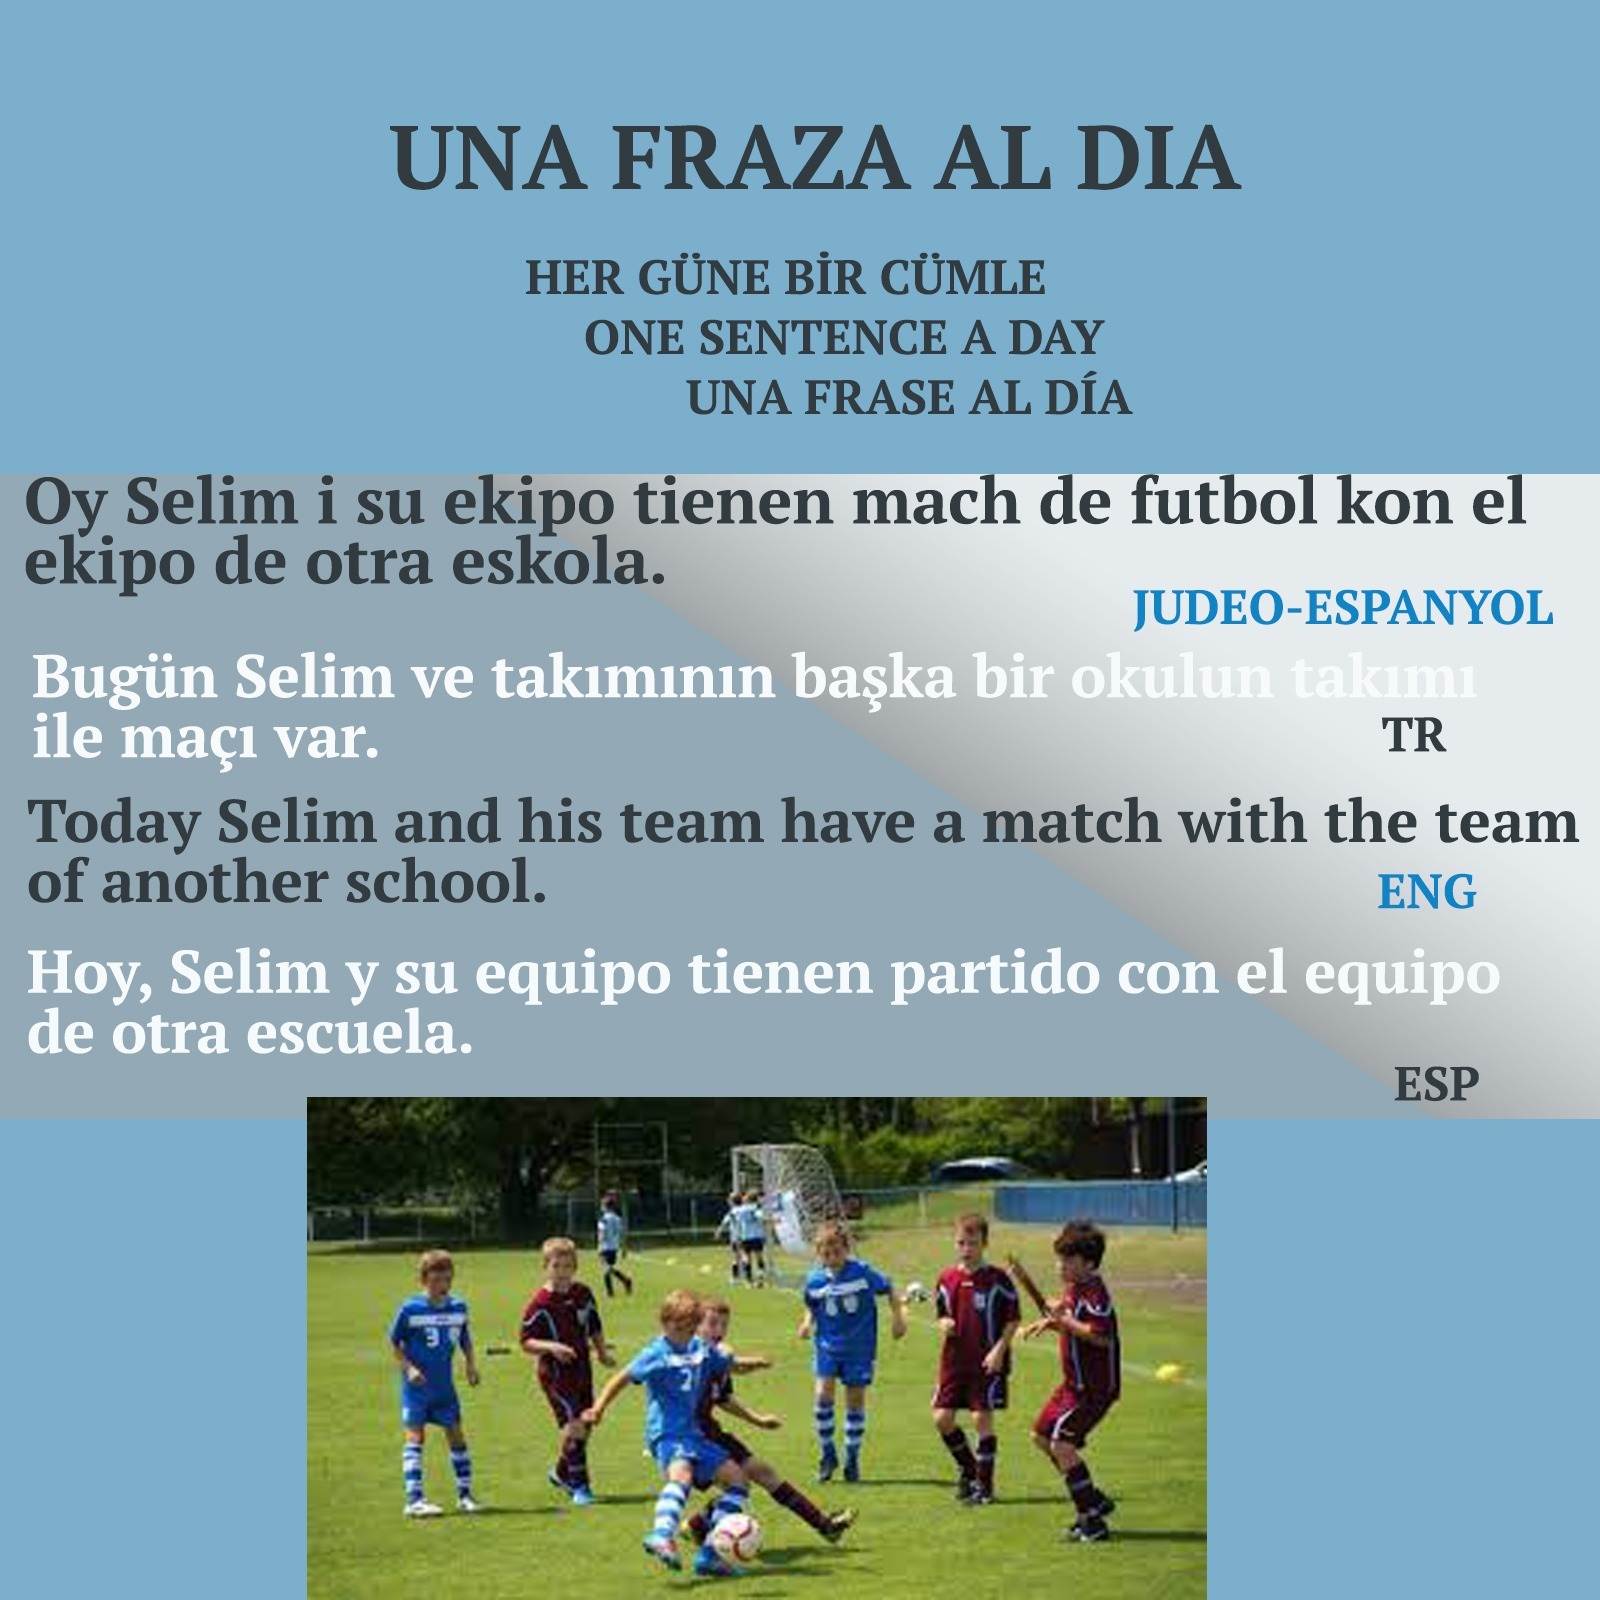 UNA FRAZA AL DIA
HER GÜNE BİR CÜMLE
ONE SENTENCE A DAY
UNA FRASE AL DÍA
Oy Selim i su ekipo tienen mach de futbol kon el
ekipo de otra eskola.
JUDEO-ESPANYOL
Bugün Selim ve takımının başka bir okulun takımı
ile maçı var.
TR
Today Selim and his team have a match with the team
of another school.
ENG
Hoy, Selim y su equipo tienen partido con el equipo
de otra escuela.
ESP